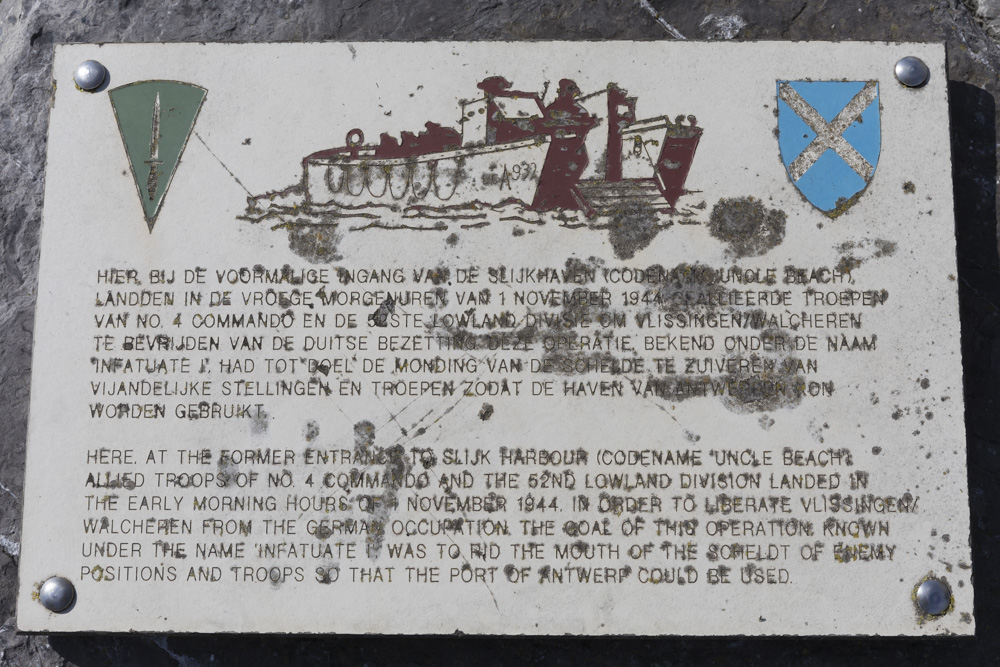 A932
HIER, BIJ DE VOORMALIGE INGANG VAN DE SLIJKHAVEN (CODENAAM 'UNCLE BEACH'),
LANDDEN IN DE VROEGE MORGENUREN VAN 1 NOVEMBER 1944 GEALLIEERDE TROEPEN
VAN NO. 4 COMMANDO EN DE 52STE LOWLAND DIVISIE OM VLISSINGEN/WALCHEREN
TE BEVRIJDEN VAN DE DUITSE BEZETTING. DEZE OPERATIE, BEKEND ONDER DE NAAM
'INFATUATE I', HAD TOT DOEL DE MONDING VAN DE SCHELDE TE ZUIVEREN VAN
VIJANDELIJKE STELLINGEN EN TROEPEN ZODAT DE HAVEN VAN ANTWERPEN KON
WORDEN GEBRUIKT.
HERE, AT THE FORMER ENTRANCE TO SLIJK HARBOUR (CODENAME 'UNCLE BEACH'),
ALLIED TROOPS OF NO. 4 COMMANDO AND THE 52ND LOWLAND DIVISION LANDED IN
THE EARLY MORNING HOURS OF 1 NOVEMBER 1944, IN ORDER TO LIBERATE VLISSINGEN/
WALCHEREN FROM THE GERMAN OCCUPATION. THE GOAL OF THIS OPERATION, KNOWN
UNDER THE NAME 'INFATUATE I', WAS TO RID THE MOUTH OF THE SCHELDT OF ENEMY
POSITIONS AND TROOPS SO THAT THE PORT OF ANTWERP COULD BE USED.